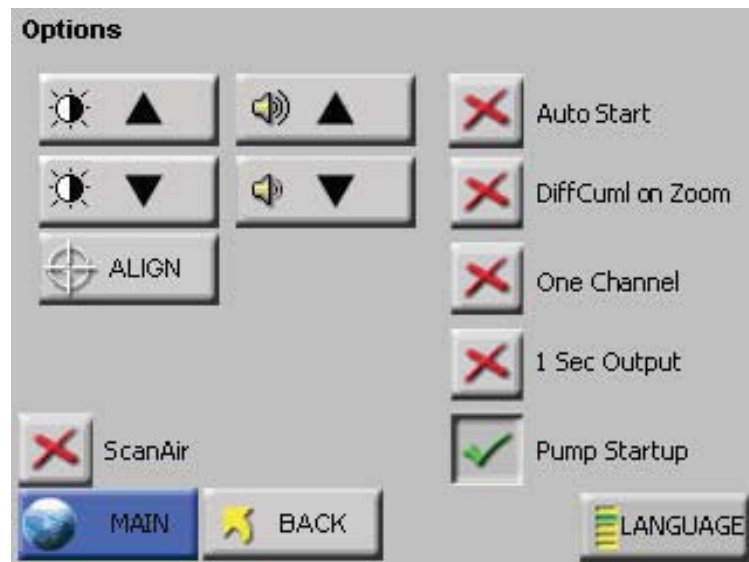 Options
Auto Start
DiffCuml on Zoom
ALIGN
One Channel
1 Sec Output
ScanAir
Pump Startup
MAIN
BACK
LANGUAGE